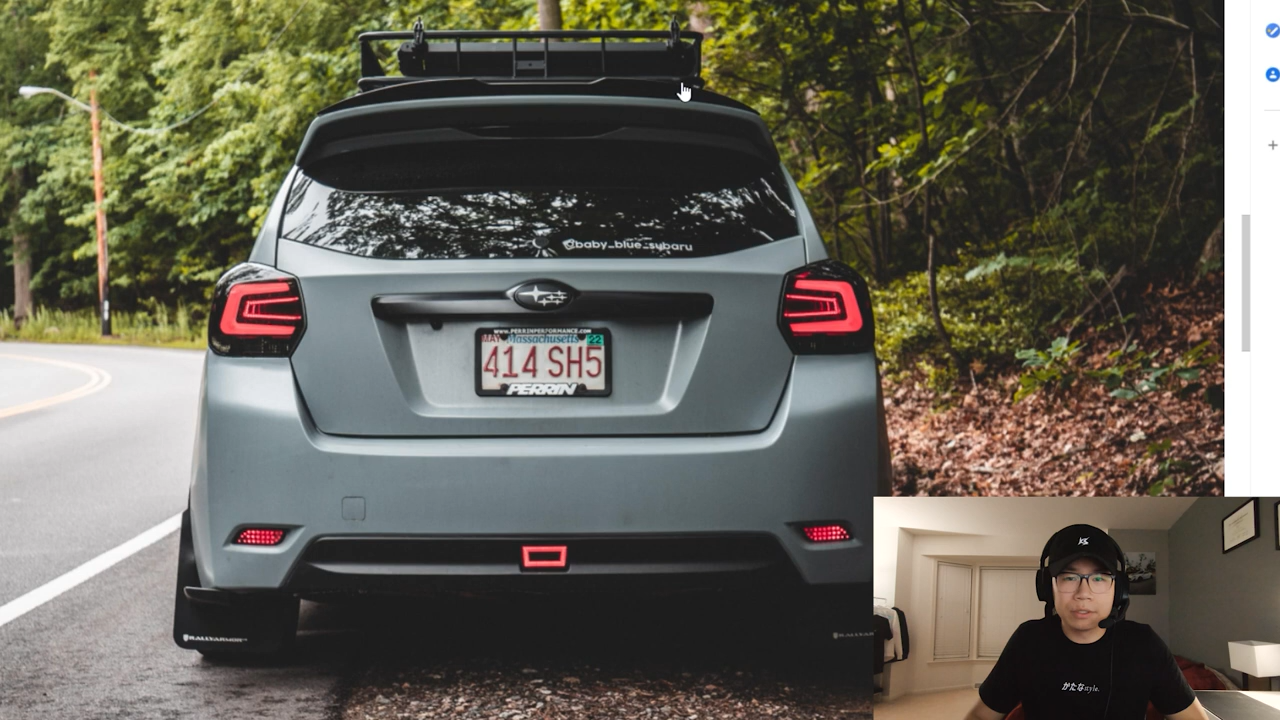 @baby_blue_subaru
WWW.PERRINPERFORMANCE.COM
MAY Massachusetts 22
414 SH5
PERRIN
RALLYARMOR
RALLYARMOR
かたなstyle.